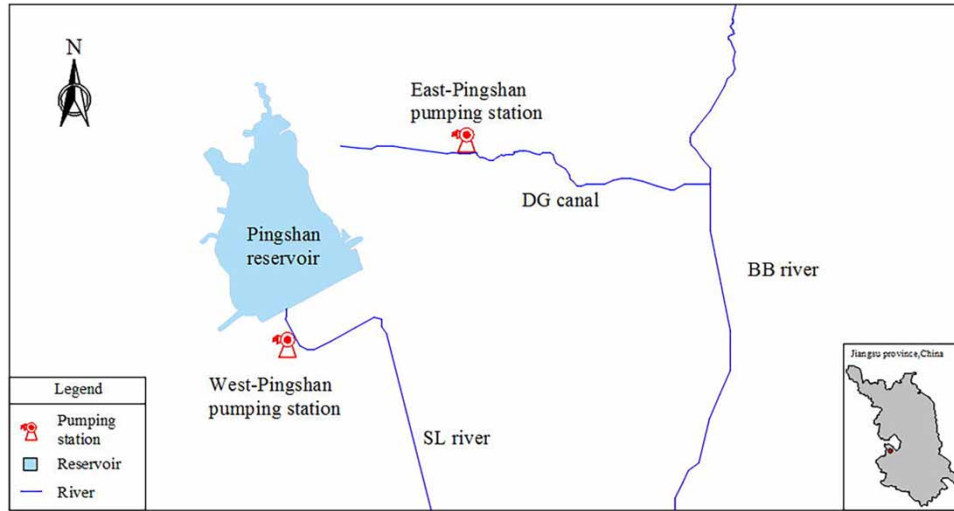 N
East-Pingshan
pumping station
DG canal
Pingshan
reservoir
BB river
West-Pingshan
pumping station
SL river
Legend
Pumping
station
Reservoir
River
Jiangsu province,China